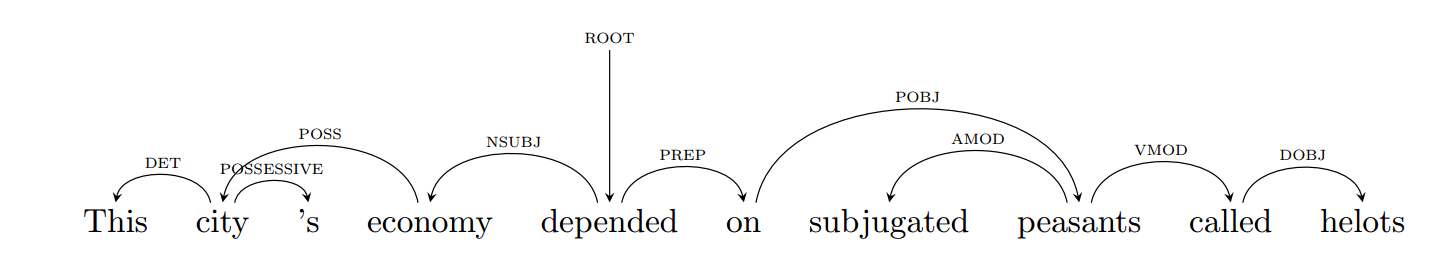 ROOT
POBJ
POSS
NSUBJ
AMOD
VMOD
PREP
DOBJ
DET
POSSESSIVE
This city 's economy depended on subjugated peasants called helots